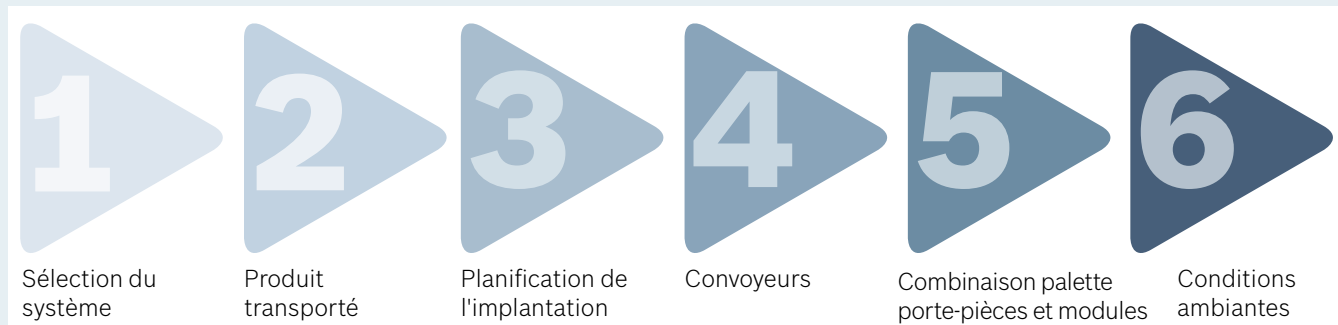 1
Sélection du
système
2
Produit
transporté
3
Planification de
l'implantation
4
Convoyeurs
5
Combinaison palette
porte-pièces et modules
6
Conditions
ambiantes